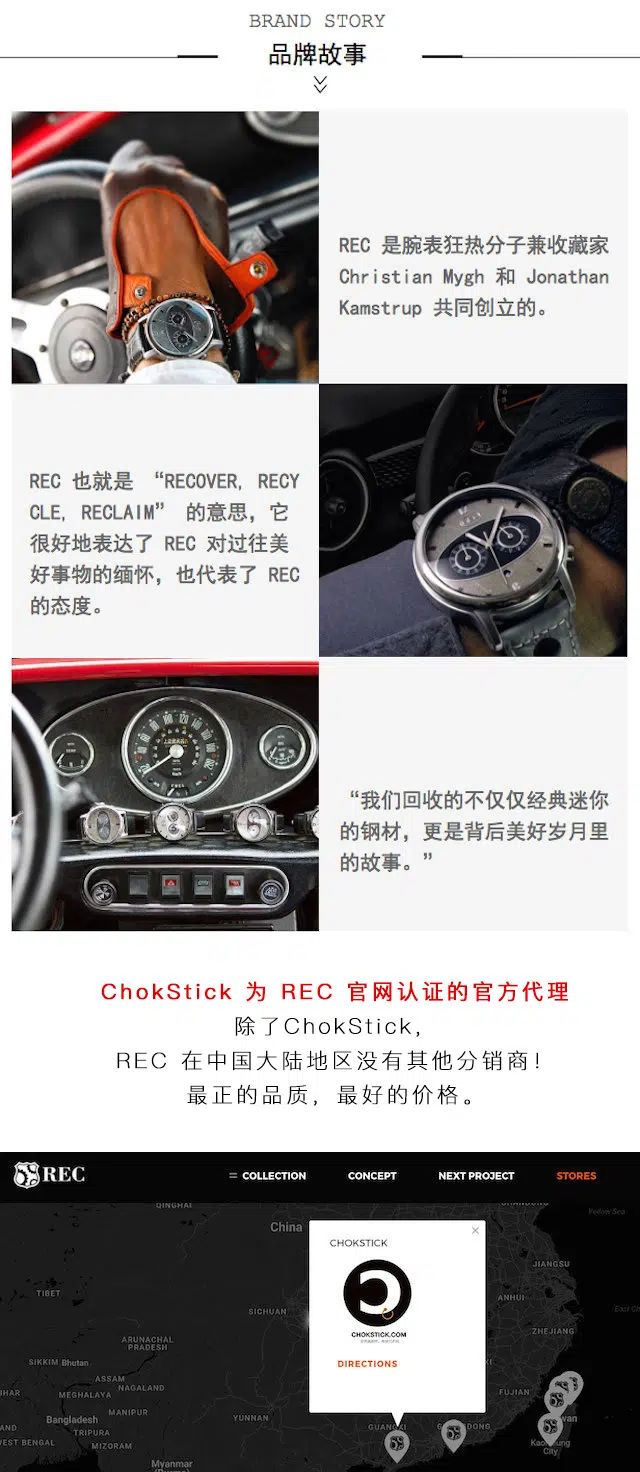 BRAND STORY
品牌故事
REC 是腕表狂热分子兼收藏家
Christian Mygh 和 Jonathan
Kamstrup 共同创立的。
REC 也就是 “RECOVER, RECY
CLE, RECLAIM” 的意思，它
很好地表达了 REC 对过往美
好事物的缅怀，也代表了 REC
的态度。
“我们回收的不仅仅经典迷你
的钢材，更是背后美好岁月里
的故事。”
ChokStick 为 REC 官网认证的官方代理
除了ChokStick，
REC 在中国大陆地区没有其他分销商！
最正的品质，最好的价格。
REC
COLLECTION
CONCEPT
NEXT PROJECT
STORES
QINGHAI
China
Yellow Sea
CHOKSTICK
JIANGSU
TIBET
ANHUI
SICHUAN
East Ch
ZHEJIANG
CHOKSTICK.COM
ARUNACHAL
PRADESH
SIKKIM Bhutan
DIRECTIONS
ASSAM
NAGALAND
MEGHALAYA
FUJIAN
MANIPUR
YUNNAN
Bangladesh
TRIPURA
WEST BENGAL
MIZORAM
City
Myanmar